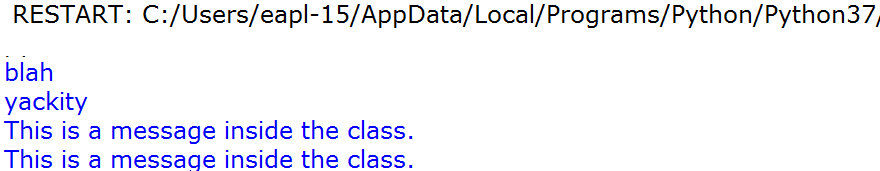 RESTART: C:/Users/eapl-15/AppData/Local/Programs/Python/Python37/
blah
yackity
This is a message inside the class.
This is a message inside the class.